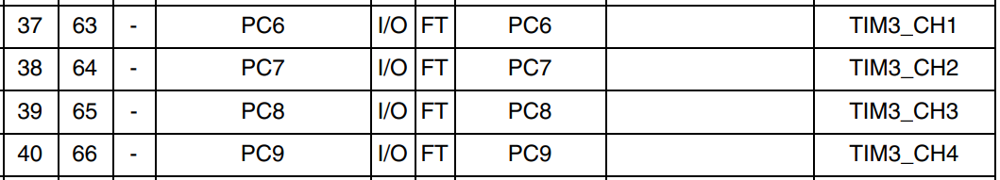 37 63 - PC6 I/O FT PC6 TIM3_CH1
38 64 - PC7 I/O FT PC7 TIM3_CH2
39 65 - PC8 I/O FT PC8 TIM3_CH3
40 66 - PC9 I/O FT PC9 TIM3_CH4